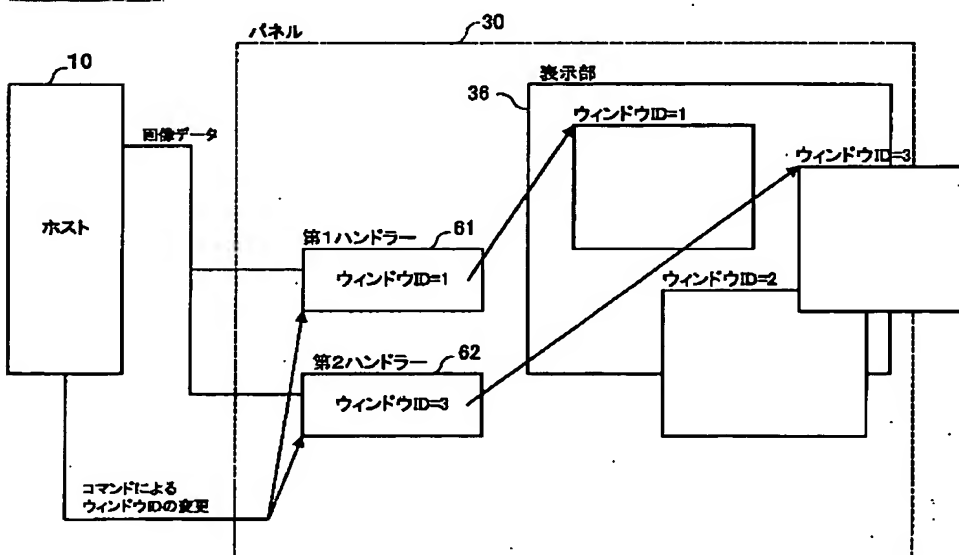 パネル
30
10
表示部
36
ウィンドウID=1
画像データ
ウィンドウID=3
ホスト
第1ハンドラー
61
ウィンドウID=1
ウィンドウID=2
第2ハンドラー
62
ウィンドウID=3
コマンドによる
ウィンドウIDの変更